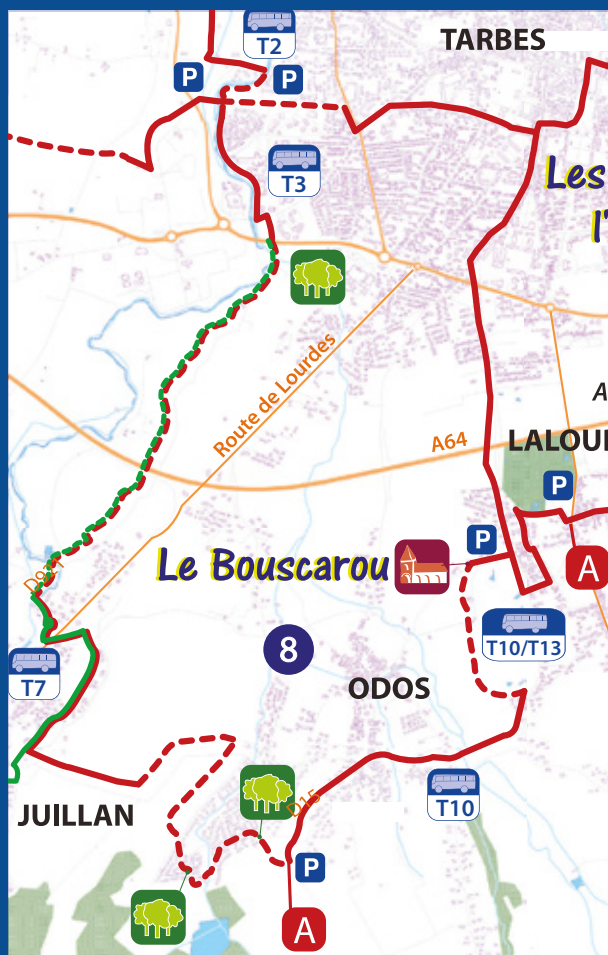 T2
TARBES
P
P
T3
Les
l'
Route de Lourdes
A
A64
LALOU
P
P
Le Bouscarou
A
D921
T10/T13
8
T7
ODOS
T10
D15
JUILLAN
P
A